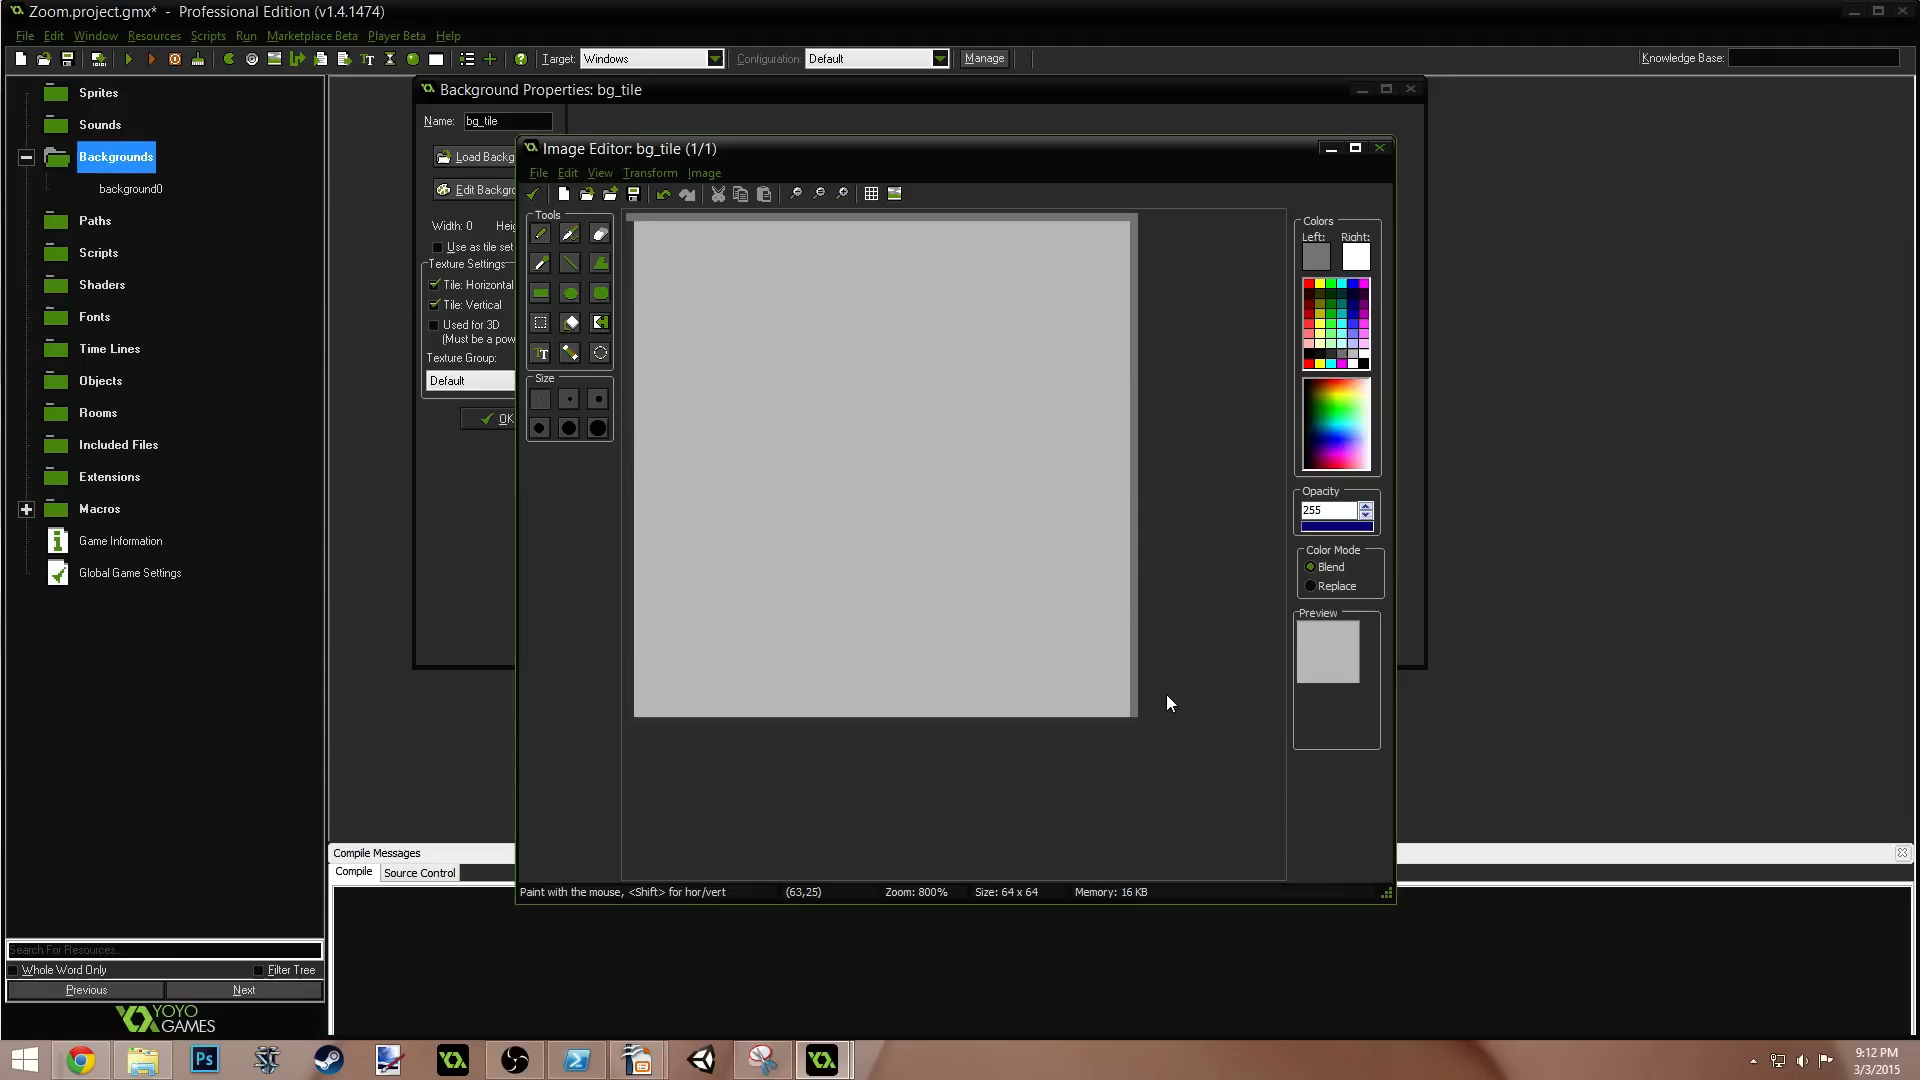 Zoom.project.gmx* - Professional Edition (v1.4.1474)
File Edit Window Resources Scripts Run Marketplace Beta Player Beta Help
Target: Windows Configuration: Default Manage Knowledge Base:
Sprites
Sounds
Backgrounds
background0
Paths
Scripts
Shaders
Fonts
Time Lines
Objects
Rooms
Included Files
Extensions
Macros
Game Information
Global Game Settings
Search For Resources...
Whole Word Only Filter Tree
Previous Next
YOYO
GAMES
Background Properties: bg_tile
Name: bg_tile
Load Backg
Edit Backgro
Width: 0 Heig
Use as tile set
Texture Settings
Tile: Horizontal
Tile: Vertical
Used for 3D
(Must be a pow
Texture Group:
Default
OK
Image Editor: bg_tile (1/1)
File Edit View Transform Image
Tools
Size
Colors
Left: Right:
Opacity
255
Color Mode
Blend
Replace
Preview
Paint with the mouse, <Shift> for hor/vert (63,25) Zoom: 800% Size: 64 x 64 Memory: 16 KB
Compile Messages
Compile Source Control
Ps
9:12 PM
3/3/2015